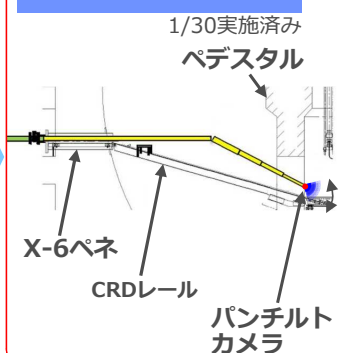 1/30実施済み
ペデスタル
X-6ペネ
CRDレール
パンチルト
カメラ